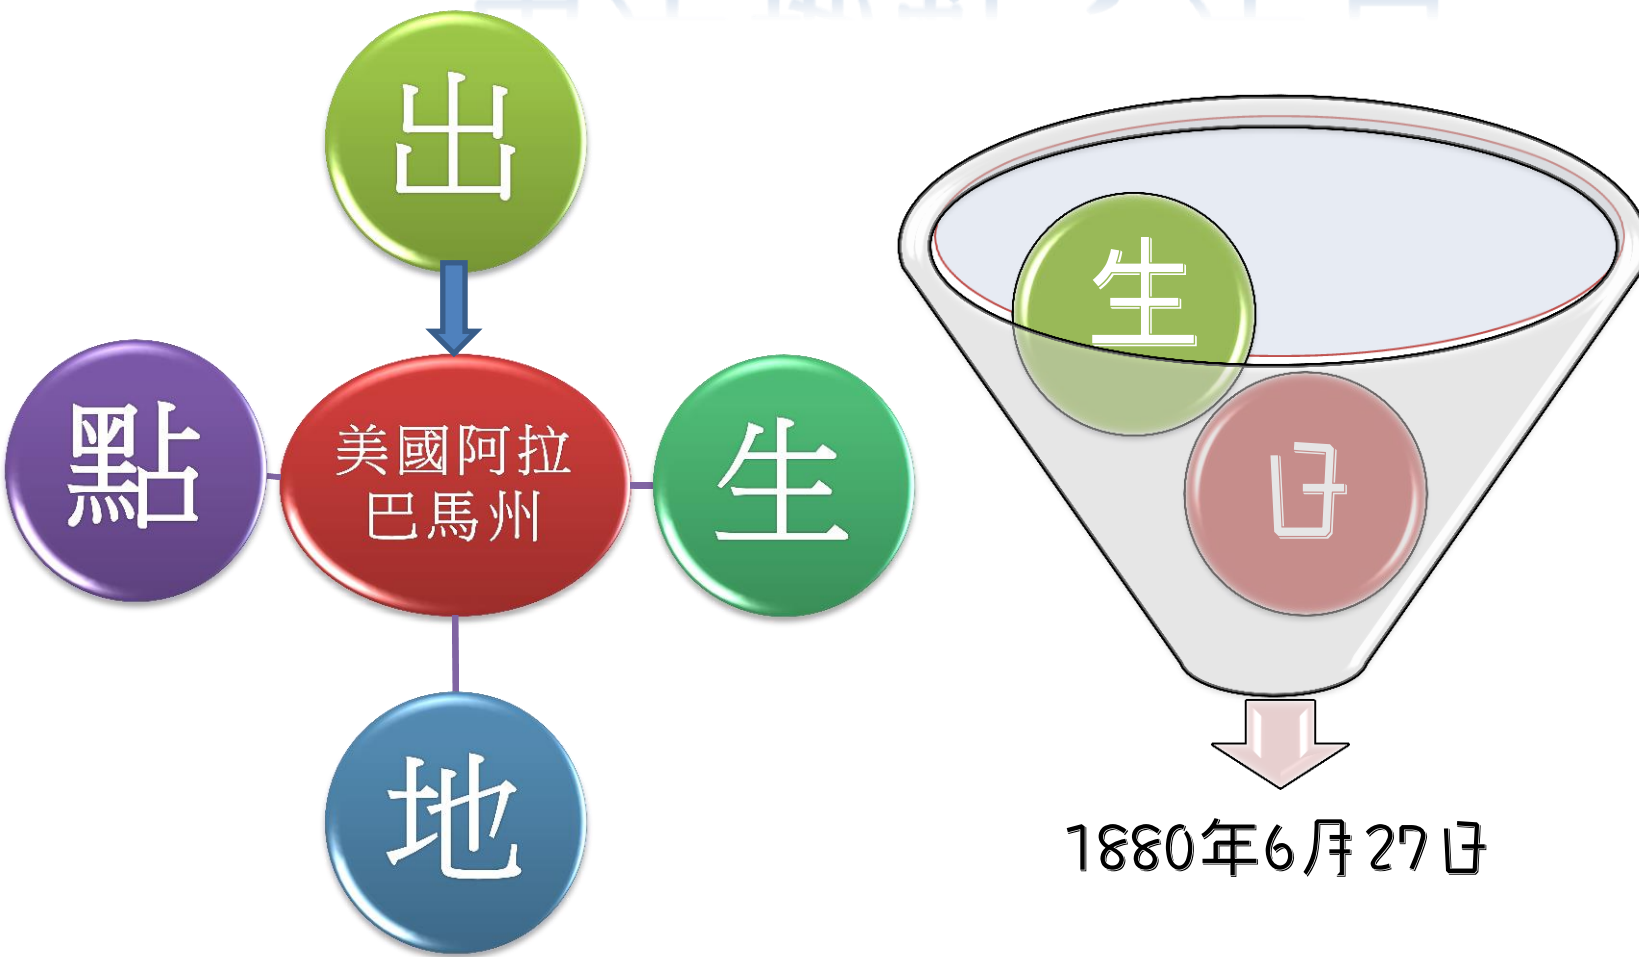 出
生
地
點
美國阿拉
巴馬州
生
日
1880年6月27日